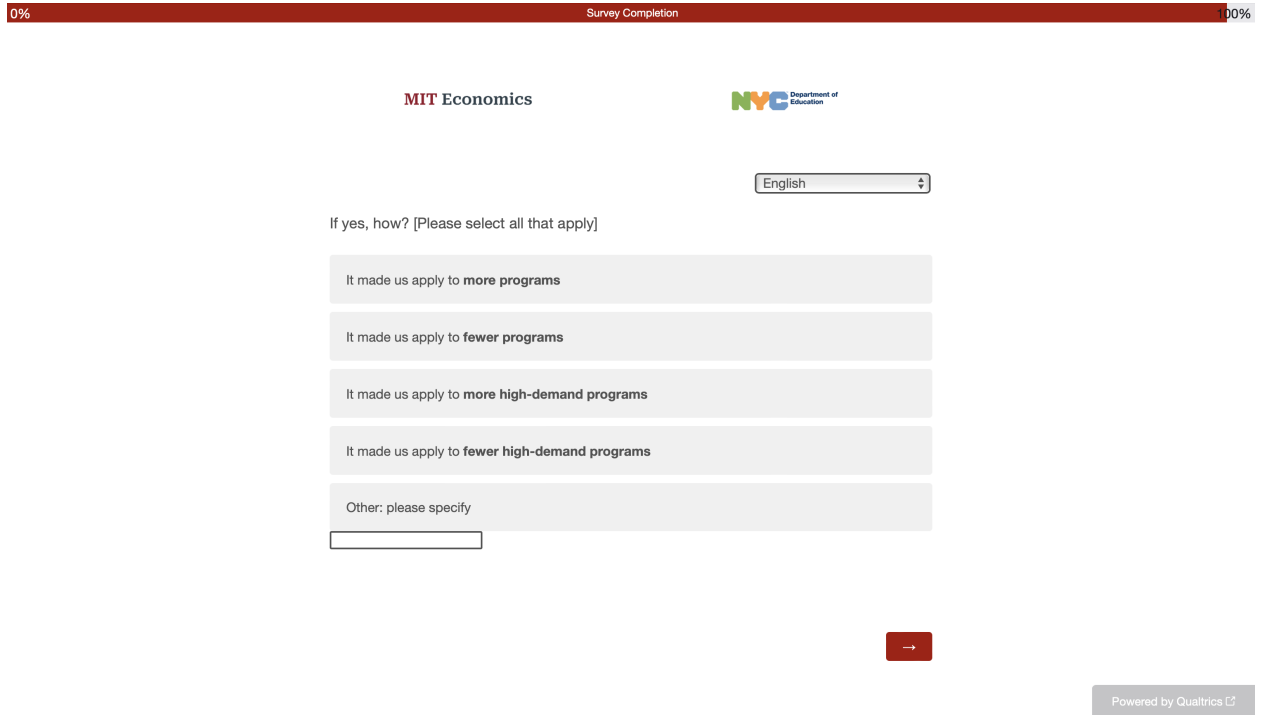 0% Survey Completion 100%
MIT Economics
NYC Department of
Education
English
If yes, how? [Please select all that apply]
It made us apply to more programs
It made us apply to fewer programs
It made us apply to more high-demand programs
It made us apply to fewer high-demand programs
Other: please specify
→
Powered by Qualtrics